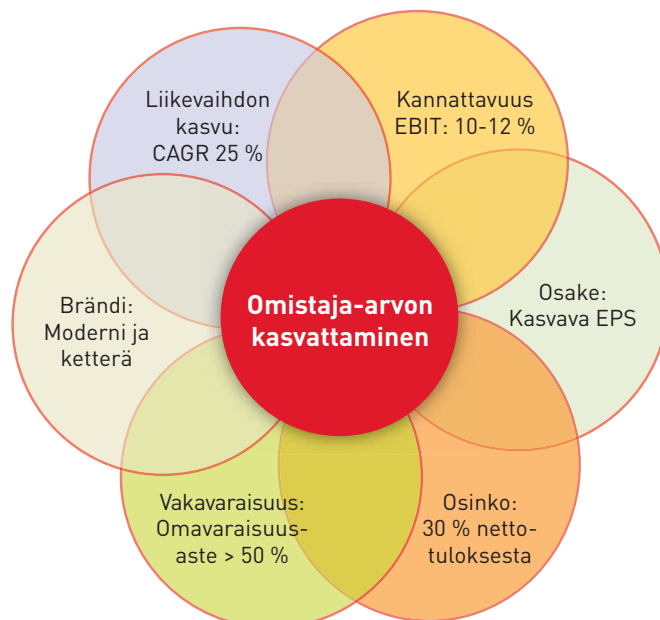 Liikevaihdon
kasvu:
CAGR 25 %
Kannattavuus
EBIT: 10-12 %
Brändi:
Moderni ja
ketterä
Omistaja-arvon
kasvattaminen
Osake:
Kasvava EPS
Vakavaraisuus:
Omavaraisuus-
aste > 50 %
Osinko:
30 % netto-
tuloksesta